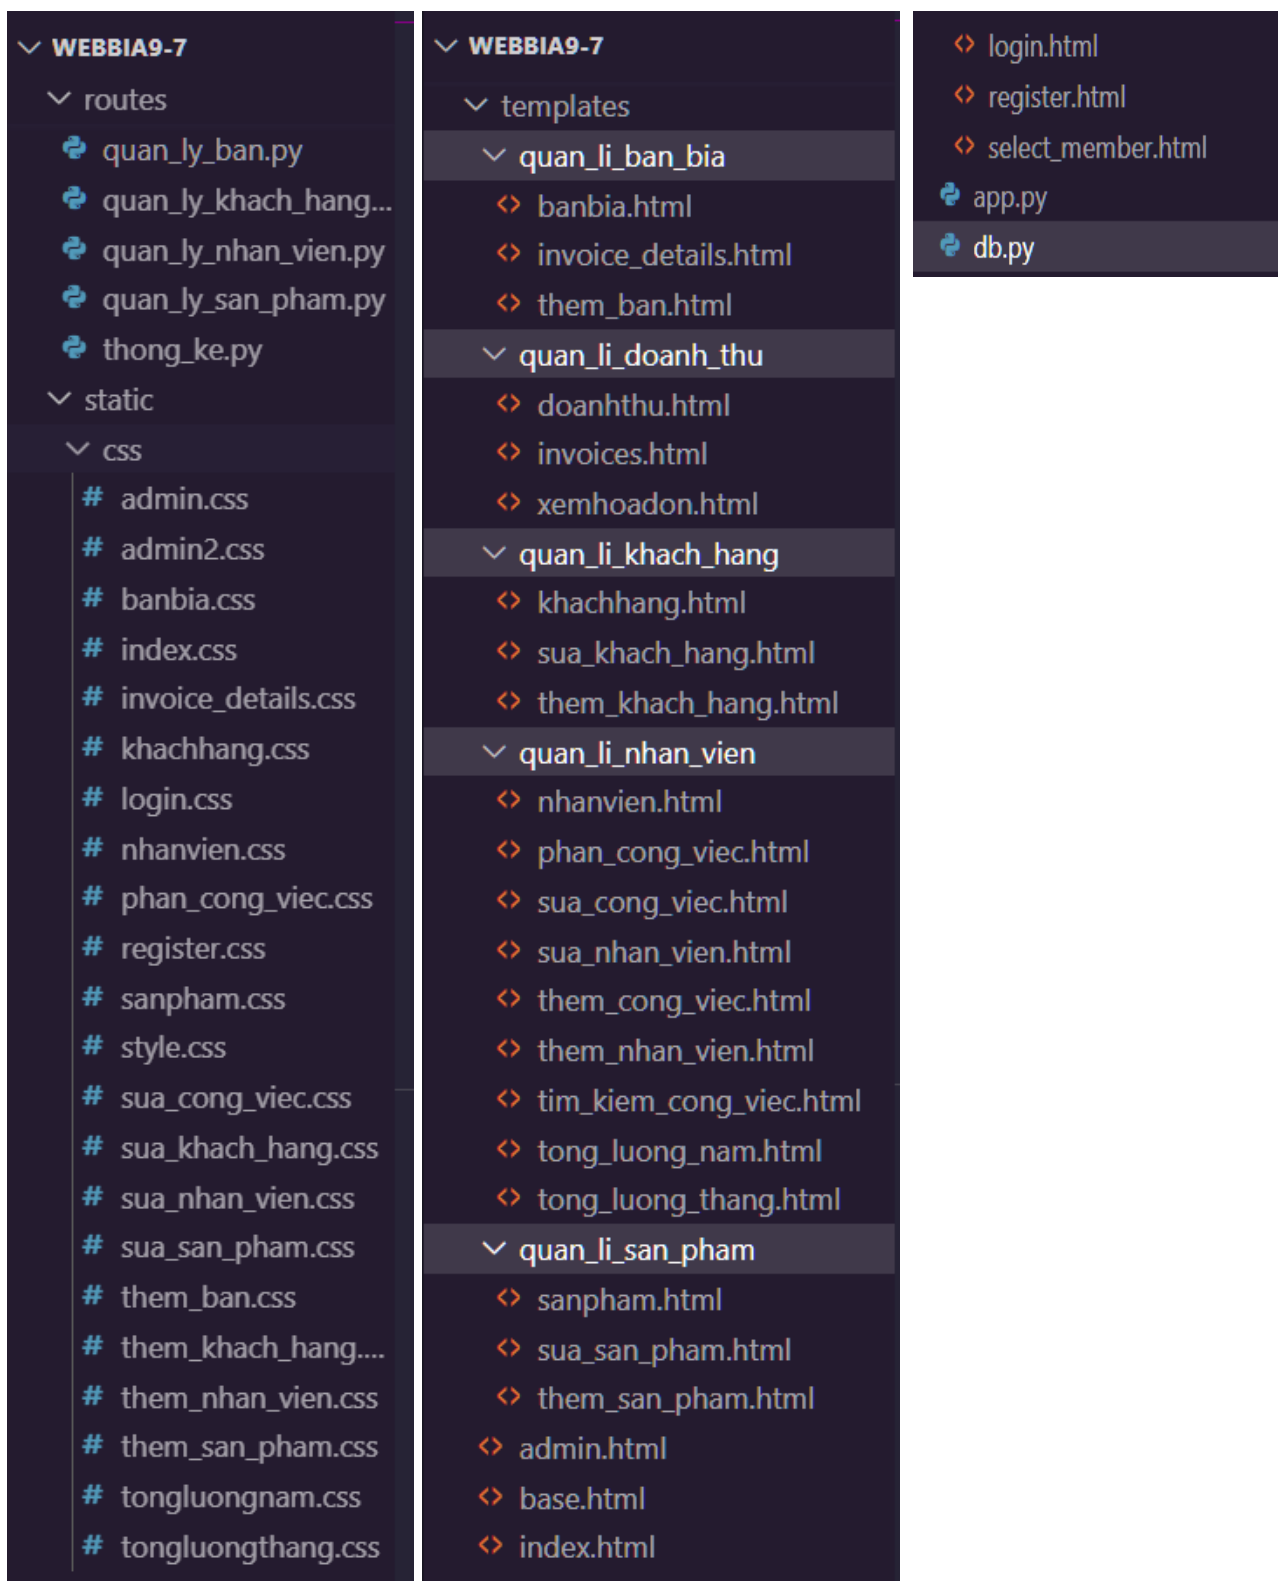 WEBBIA9-7
routes
quan_ly_ban.py
quan_ly_khach_hang...
quan_ly_nhan_vien.py
quan_ly_san_pham.py
thong_ke.py
static
css
# admin.css
# admin2.css
# banbia.css
# index.css
# invoice_details.css
# khachhang.css
# login.css
# nhanvien.css
# phan_cong_viec.css
# register.css
# sanpham.css
# style.css
# sua_cong_viec.css
# sua_khach_hang.css
# sua_nhan_vien.css
# sua_san_pham.css
# them_ban.css
# them_khach_hang....
# them_nhan_vien.css
# them_san_pham.css
# tongluongnam.css
# tongluongthang.css
WEBBIA9-7
templates
quan_li_ban_bia
<> banbia.html
<> invoice_details.html
<> them_ban.html
quan_li_doanh_thu
<> doanhthu.html
<> invoices.html
<> xemhoadon.html
quan_li_khach_hang
<> khachhang.html
<> sua_khach_hang.html
<> them_khach_hang.html
quan_li_nhan_vien
<> nhanvien.html
<> phan_cong_viec.html
<> sua_cong_viec.html
<> sua_nhan_vien.html
<> them_cong_viec.html
<> them_nhan_vien.html
<> tim_kiem_cong_viec.html
<> tong_luong_nam.html
<> tong_luong_thang.html
quan_li_san_pham
<> sanpham.html
<> sua_san_pham.html
<> them_san_pham.html
<> admin.html
<> base.html
<> index.html
<> login.html
<> register.html
<> select_member.html
app.py
db.py